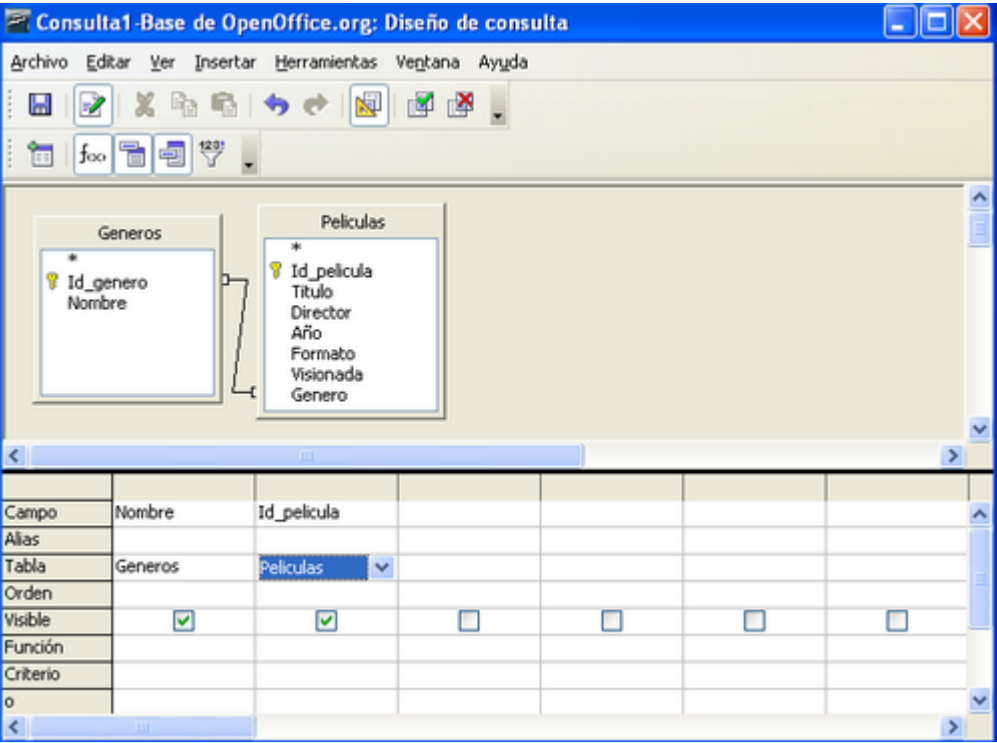 Consulta1-Base de OpenOffice.org: Diseño de consulta
Archivo Editar Ver Insertar Herramientas Ventana Ayuda
f(x)
120!
Generos
*
Id_genero
Nombre
Peliculas
*
Id_pelicula
Titulo
Director
Año
Formato
Visionada
Genero
Campo Nombre Id_pelicula
Alias
Tabla Generos Peliculas
Orden
Visible
Función
Criterio
o